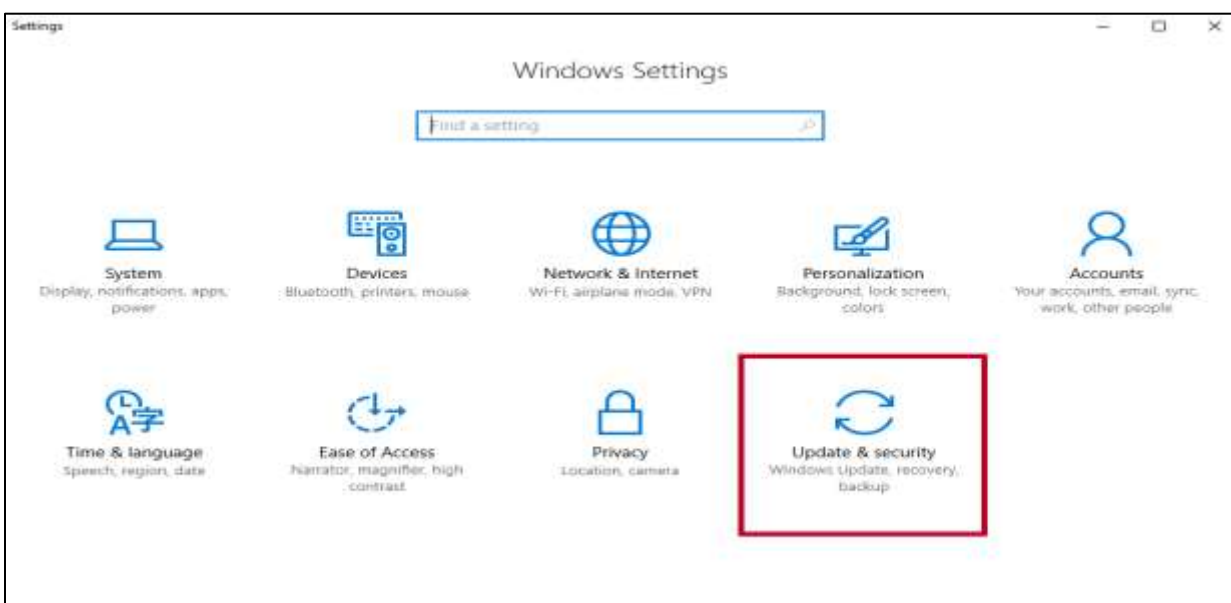 Settings
Windows Settings
Find a setting
System
Display, notifications, apps,
power
Devices
Bluetooth, printers, mouse
Network & Internet
Wi-Fi, airplane mode, VPN
Personalization
Background, lock screen,
colors
Accounts
Your accounts, email, sync,
work, other people
A字
Time & language
Speech, region, date
Ease of Access
Narrator, magnifier, high
contrast
Privacy
Location, camera
Update & security
Windows Update, recovery,
backup